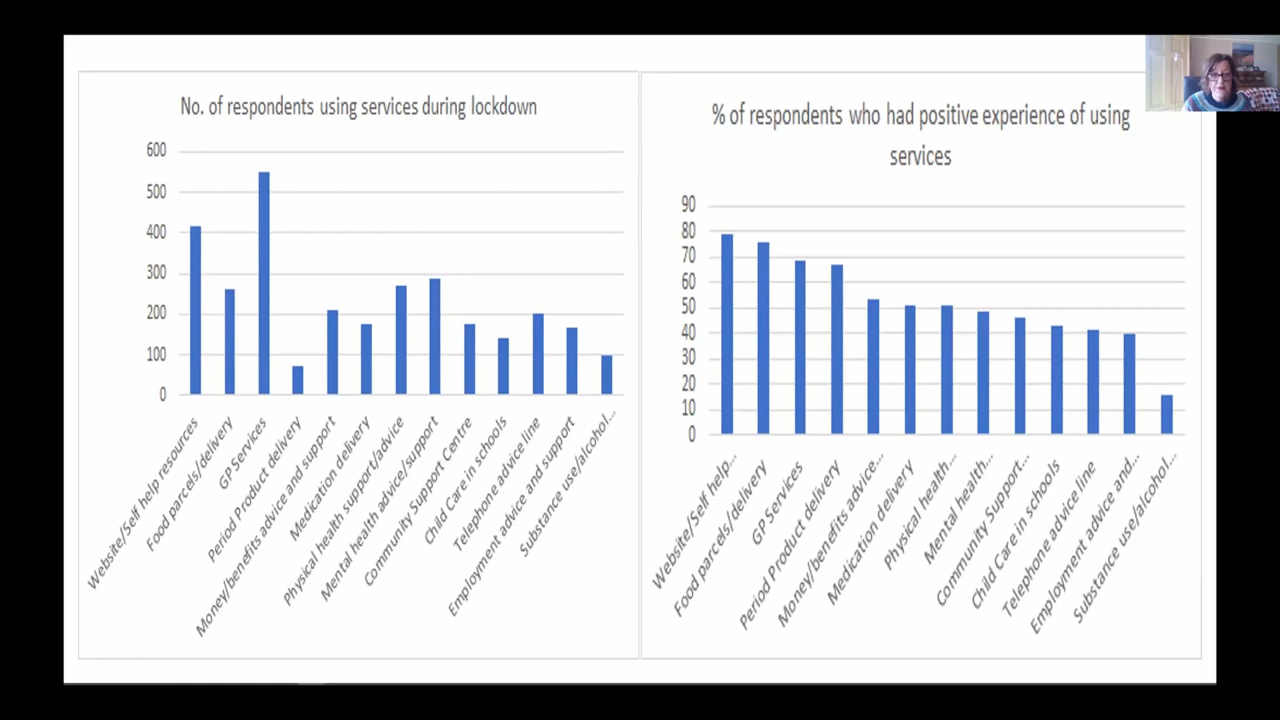 No. of respondents using services during lockdown
600
500
400
300
200
100
0
Website/Self help resources
Food parcels/delivery
GP Services
Period Product delivery
Money/benefits advice and support
Medication delivery
Physical health support/advice
Mental health advice/support
Community Support Centre
Child Care in schools
Telephone advice line
Employment advice and support
Substance use/alcohol...
% of respondents who had positive experience of using
services
90
80
70
60
50
40
30
20
10
0
Website/Self help...
Food parcels/delivery
GP Services
Period Product delivery
Money/benefits advice...
Medication delivery
Physical health...
Mental health...
Community Support...
Child Care in schools
Telephone advice line
Employment advice and...
Substance use/alcohol...